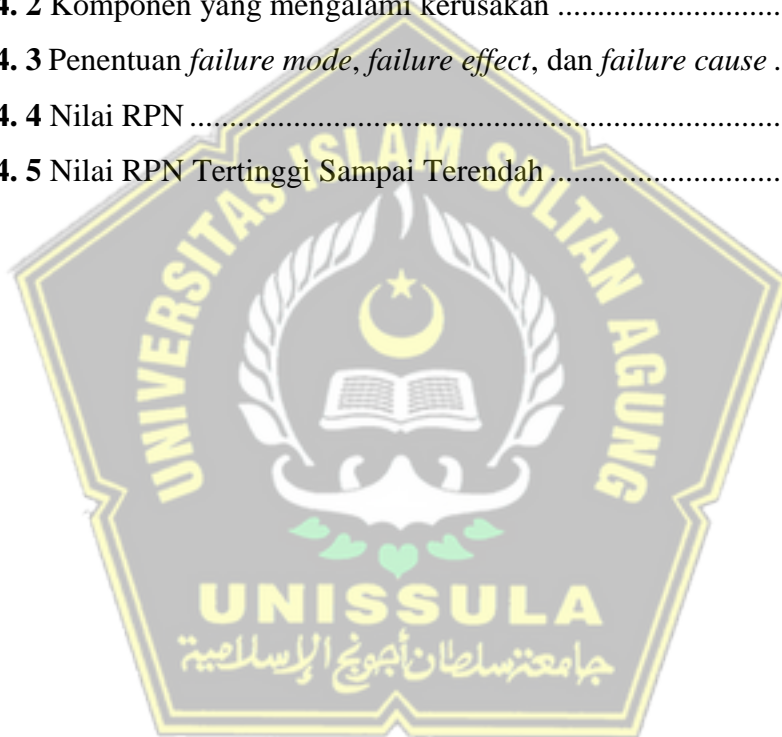 4. 2 Komponen yang mengalami kerusakan ............................
4. 3 Penentuan failure mode, failure effect, dan failure cause .
4. 4 Nilai RPN ..........................................................................
4. 5 Nilai RPN Tertinggi Sampai Terendah .............................
UNIVERSITAS ISLAM SULTAN AGUNG
UNISSULA
جامعة سلطان أجونج الإسلامية